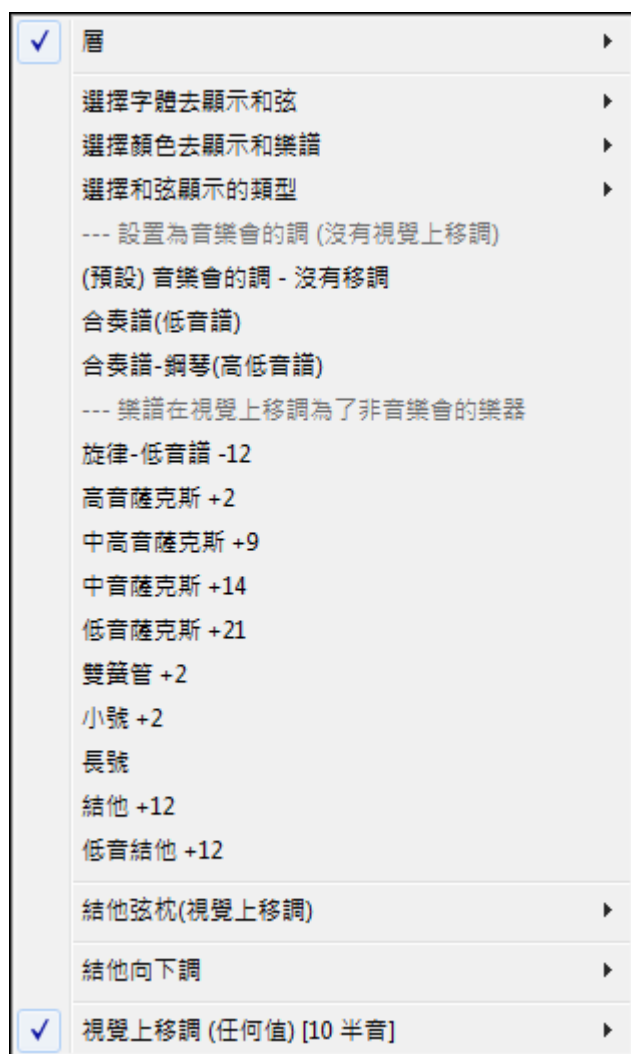 層
選擇字體去顯示和弦
選擇顏色去顯示和樂譜
選擇和弦顯示的類型
--- 設置為音樂會的調 (沒有視覺上移調)
(預設) 音樂會的調 - 沒有移調
合奏譜(低音譜)
合奏譜-鋼琴(高低音譜)
--- 樂譜在視覺上移調為了非音樂會的樂器
旋律-低音譜 -12
高音薩克斯 +2
中高音薩克斯 +9
中音薩克斯 +14
低音薩克斯 +21
雙簧管 +2
小號 +2
長號
結他 +12
低音結他 +12
結他弦枕(視覺上移調)
結他向下調
視覺上移調 (任何值) [10 半音]